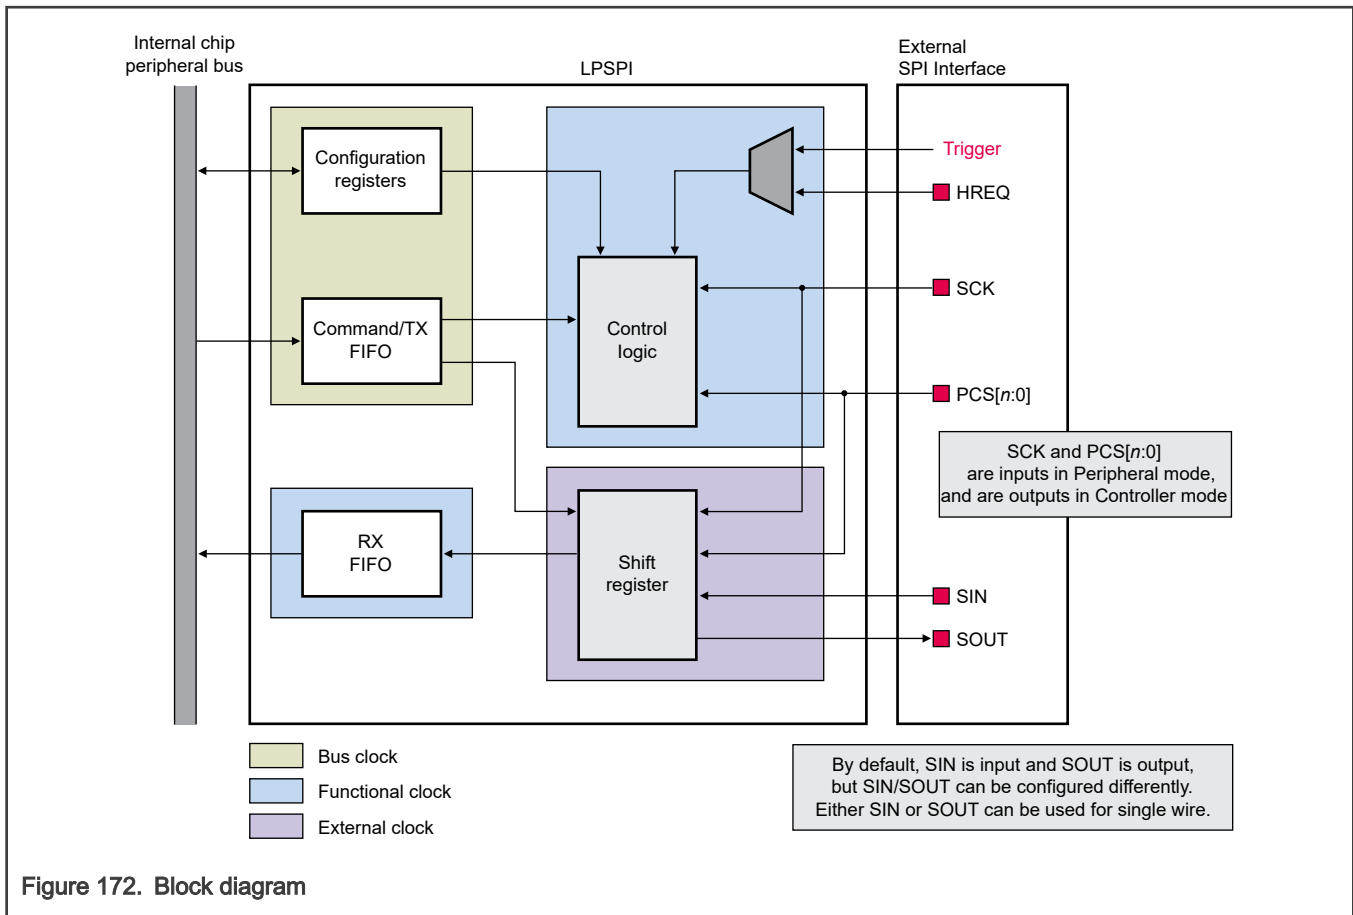 Internal chip
peripheral bus
LPSPI
External
SPI Interface
Configuration
registers
Trigger
HREQ
SCK
Command/TX
FIFO
Control
logic
PCS[n:0]
SCK and PCS[n:0]
are inputs in Peripheral mode,
and are outputs in Controller mode
RX
FIFO
Shift
register
SIN
SOUT
Bus clock
Functional clock
External clock
By default, SIN is input and SOUT is output,
but SIN/SOUT can be configured differently.
Either SIN or SOUT can be used for single wire.
Figure 172. Block diagram